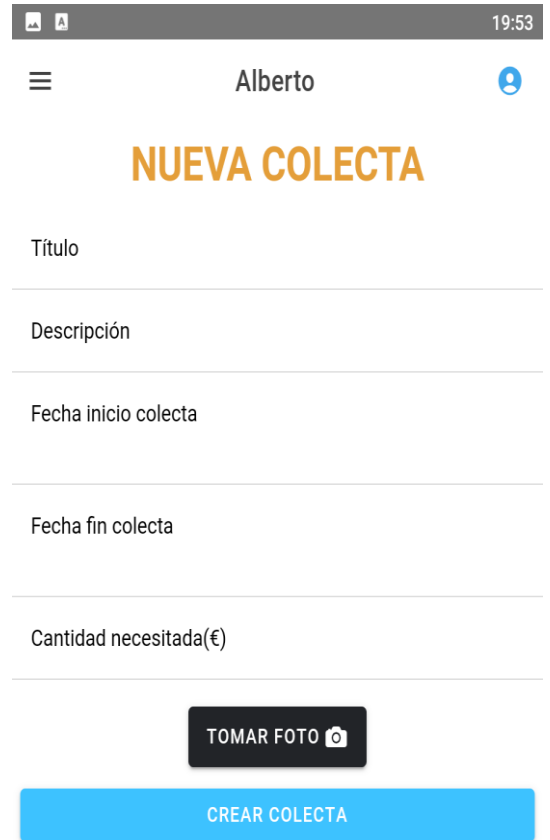 19:53
Alberto
NUEVA COLECTA
Título
Descripción
Fecha inicio colecta
Fecha fin colecta
Cantidad necesitada(€)
TOMAR FOTO
CREAR COLECTA